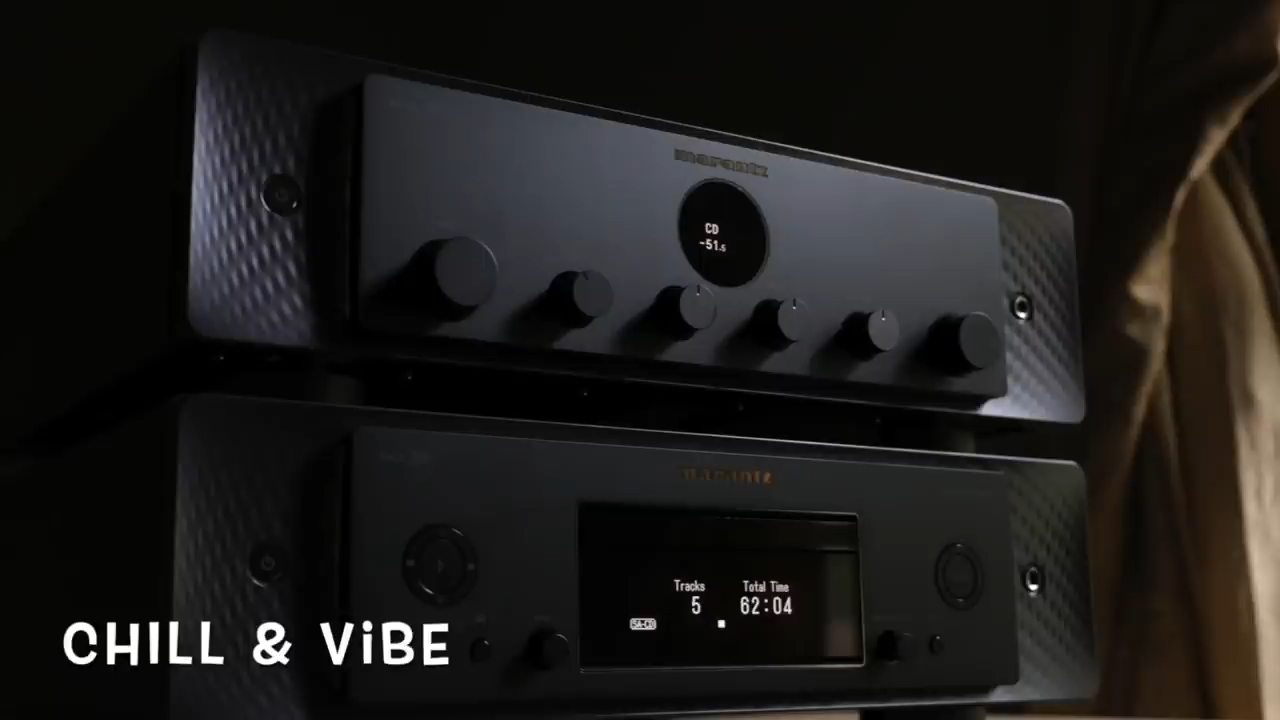 marantz
CD
-51.5
marantz
Tracks
Total Time
5
62:04
SA-CD
CHILL & ViBE